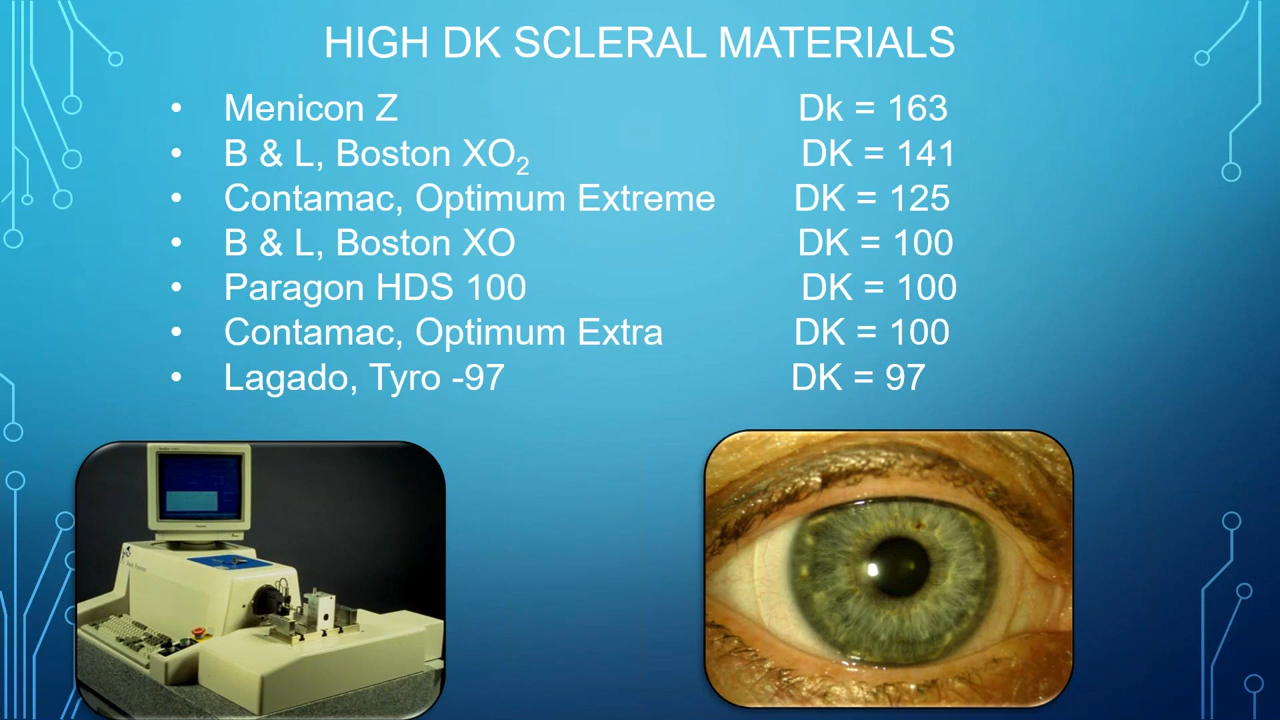 HIGH DK SCLERAL MATERIALS
• Menicon Z Dk = 163
• B & L, Boston XO₂ DK = 141
• Contamac, Optimum Extreme DK = 125
• B & L, Boston XO DK = 100
• Paragon HDS 100 DK = 100
• Contamac, Optimum Extra DK = 100
• Lagado, Tyro -97 DK = 97